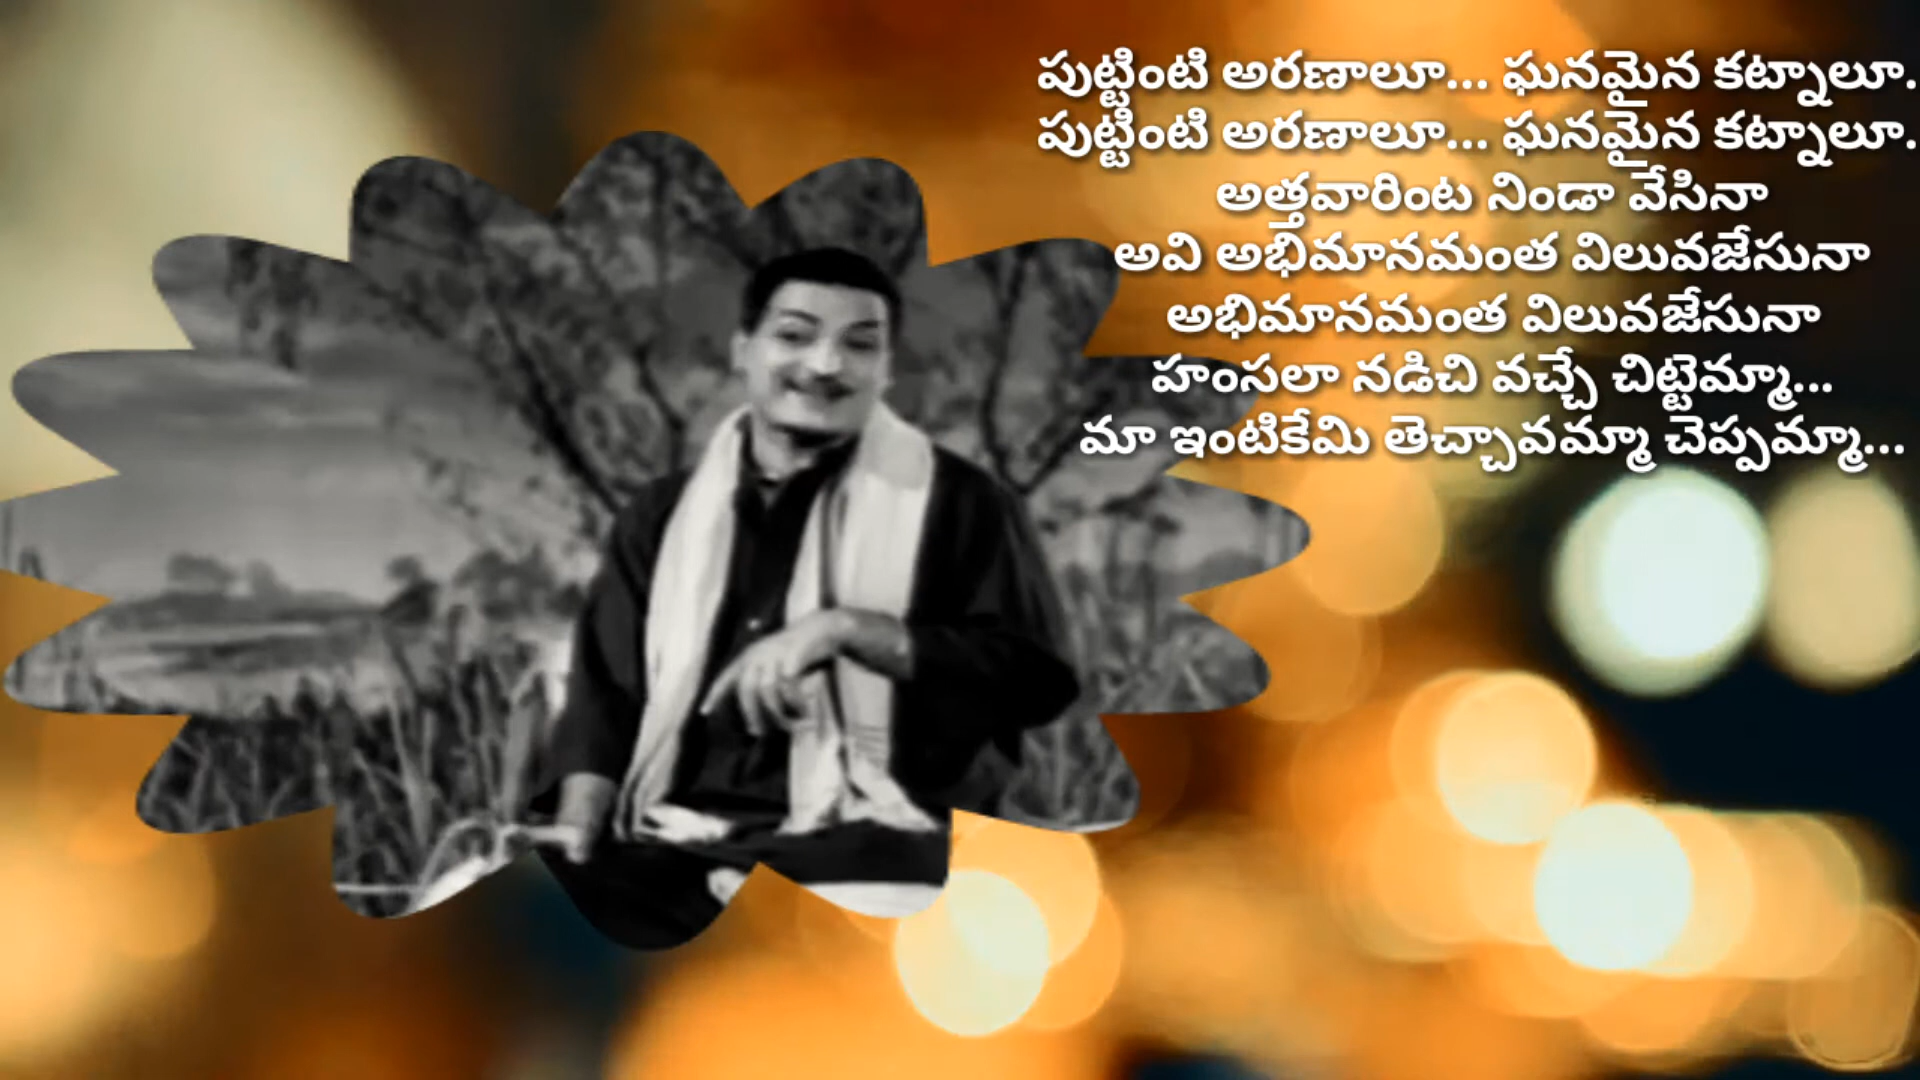 పుట్టింటి అరణాలూ... ఘనమైన కట్నాలూ.
పుట్టింటి అరణాలూ... ఘనమైన కట్నాలూ.
అత్తవారింట నిండా వేసినా
అవి అభిమానమంత విలువజేసునా
అభిమానమంత విలువజేసునా
హంసలా నడిచి వచ్చే చిట్టెమ్మా...
మా ఇంటికేమి తెచ్చావమ్మా చెప్పమ్మా...